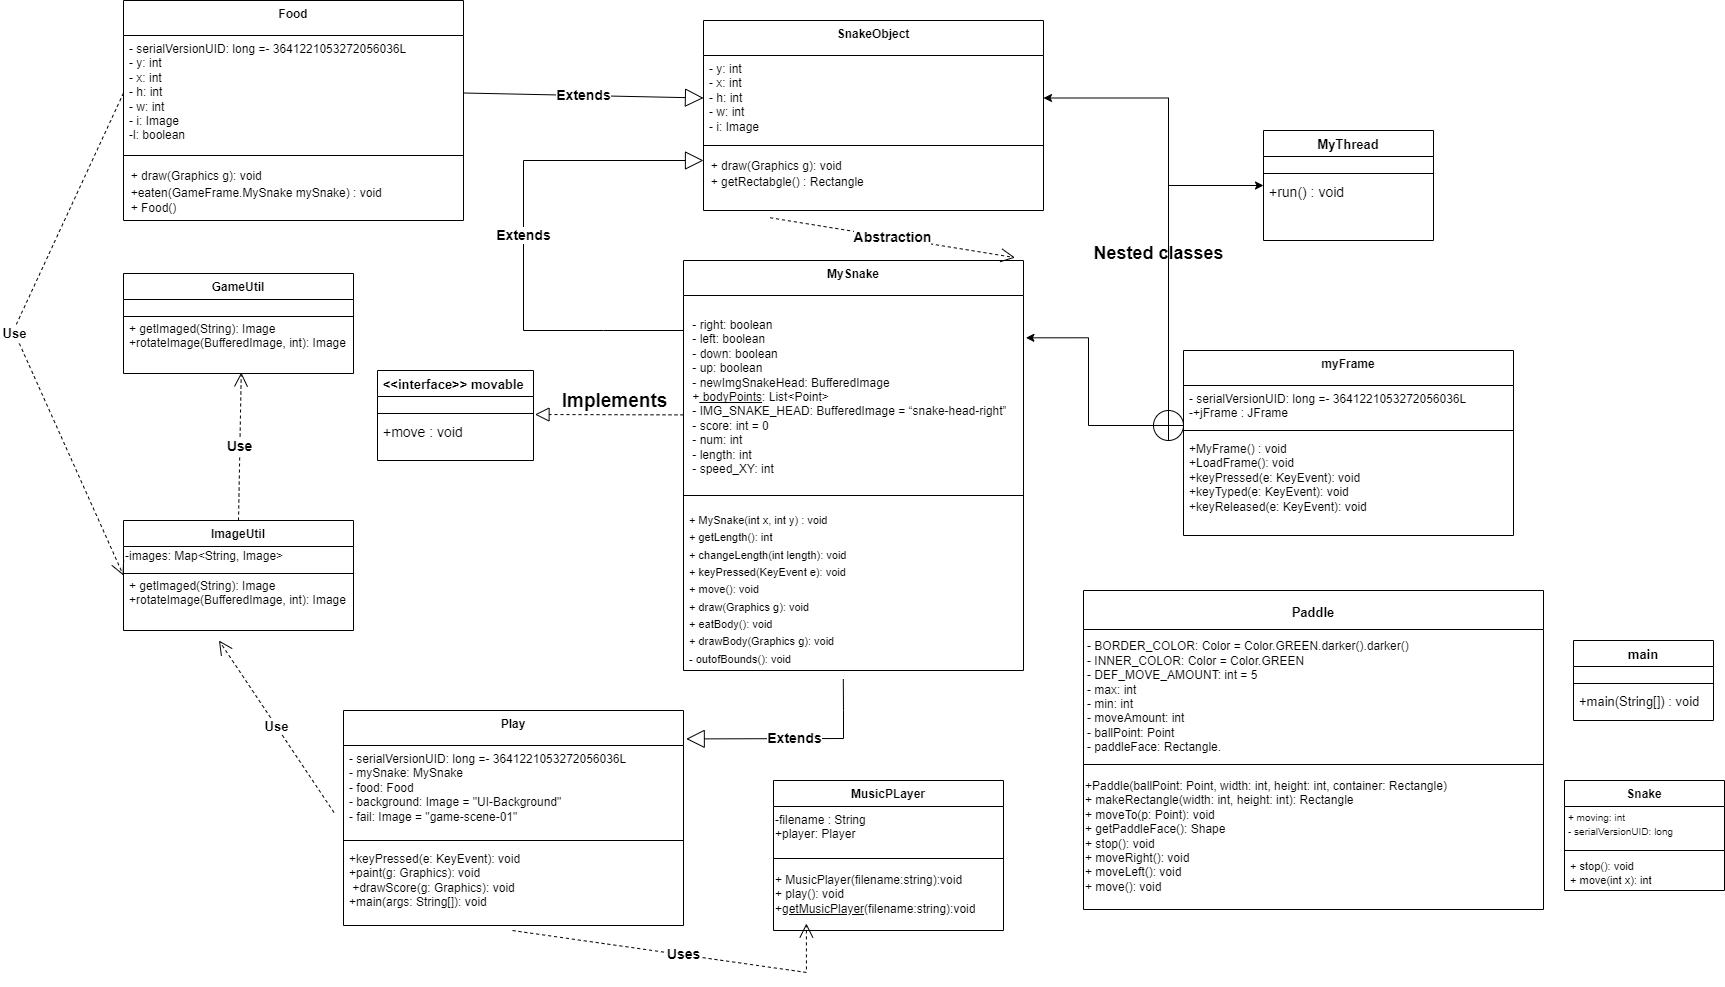 Food
- serialVersionUID: long =- 3641221053272056036L
- y: int
- x: int
- h: int
- w: int
- i: Image
-l: boolean
+ draw(Graphics g): void
+eaten(GameFrame.MySnake mySnake) : void
+ Food()
Extends
SnakeObject
- y: int
- x: int
- h: int
- w: int
- i: Image
+ draw(Graphics g): void
+ getRectabgle() : Rectangle
MyThread
+run() : void
Extends
Abstraction
Nested classes
Use
GameUtil
+ getImaged(String): Image
+rotateImage(BufferedImage, int): Image
Use
<<interface>> movable
+move : void
Implements
MySnake
- right: boolean
- left: boolean
- down: boolean
- up: boolean
- newImgSnakeHead: BufferedImage
+ bodyPoints: List<Point>
- IMG_SNAKE_HEAD: BufferedImage = “snake-head-right”
- score: int = 0
- num: int
- length: int
- speed_XY: int
+ MySnake(int x, int y) : void
+ getLength(): int
+ changeLength(int length): void
+ keyPressed(KeyEvent e): void
+ move(): void
+ draw(Graphics g): void
+ eatBody(): void
+ drawBody(Graphics g): void
- outofBounds(): void
myFrame
- serialVersionUID: long =- 3641221053272056036L
-+jFrame : JFrame
+MyFrame() : void
+LoadFrame(): void
+keyPressed(e: KeyEvent): void
+keyTyped(e: KeyEvent): void
+keyReleased(e: KeyEvent): void
ImageUtil
-images: Map<String, Image>
+ getImaged(String): Image
+rotateImage(BufferedImage, int): Image
Use
Play
- serialVersionUID: long =- 3641221053272056036L
- mySnake: MySnake
- food: Food
- background: Image = "UI-Background"
- fail: Image = "game-scene-01"
+keyPressed(e: KeyEvent): void
+paint(g: Graphics): void
+drawScore(g: Graphics): void
+main(args: String[]): void
Extends
Uses
MusicPLayer
-filename : String
+player: Player
+ MusicPlayer(filename:string):void
+ play(): void
+getMusicPlayer(filename:string):void
Paddle
- BORDER_COLOR: Color = Color.GREEN.darker().darker()
- INNER_COLOR: Color = Color.GREEN
- DEF_MOVE_AMOUNT: int = 5
- max: int
- min: int
- moveAmount: int
- ballPoint: Point
- paddleFace: Rectangle.
+Paddle(ballPoint: Point, width: int, height: int, container: Rectangle)
+ makeRectangle(width: int, height: int): Rectangle
+ moveTo(p: Point): void
+ getPaddleFace(): Shape
+ stop(): void
+ moveRight(): void
+ moveLeft(): void
+ move(): void
main
+main(String[]) : void
Snake
+ moving: int
- serialVersionUID: long
+ stop(): void
+ move(int x): int